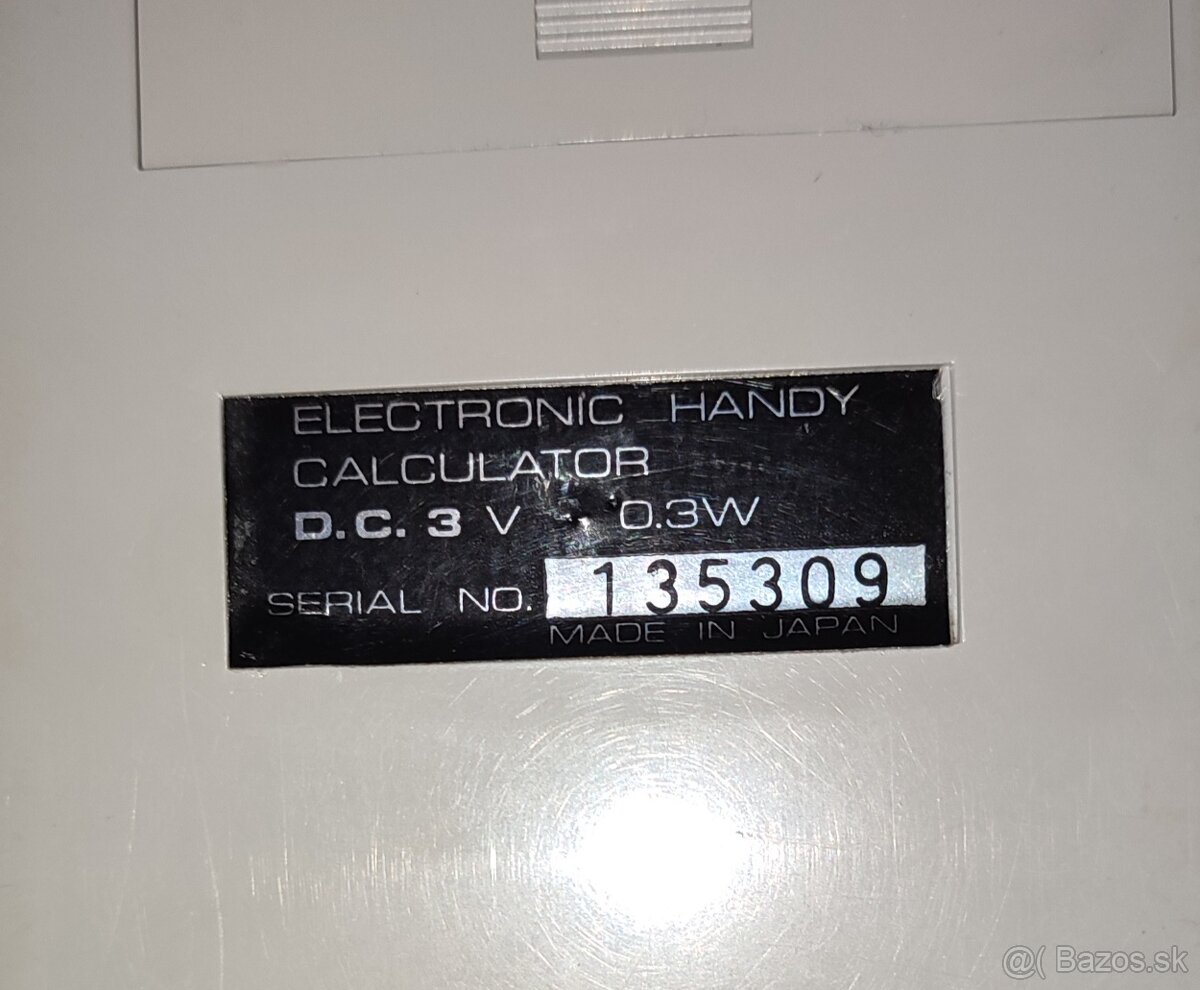 ELECTRONIC HANDY
CALCULATOR
D.C. 3 V 0.3W
SERIAL NO. 135309
MADE IN JAPAN
@( Bazos.sk